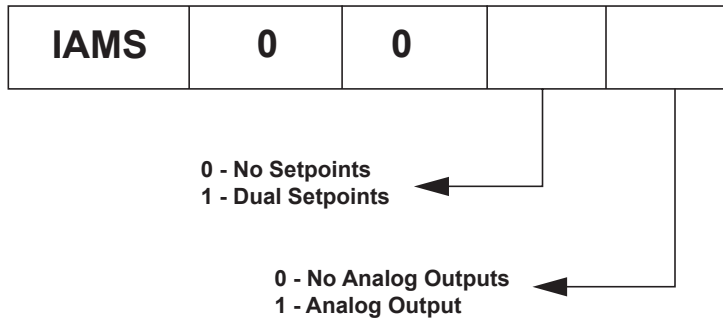 IAMS 0 0
0 - No Setpoints
1 - Dual Setpoints
0 - No Analog Outputs
1 - Analog Output